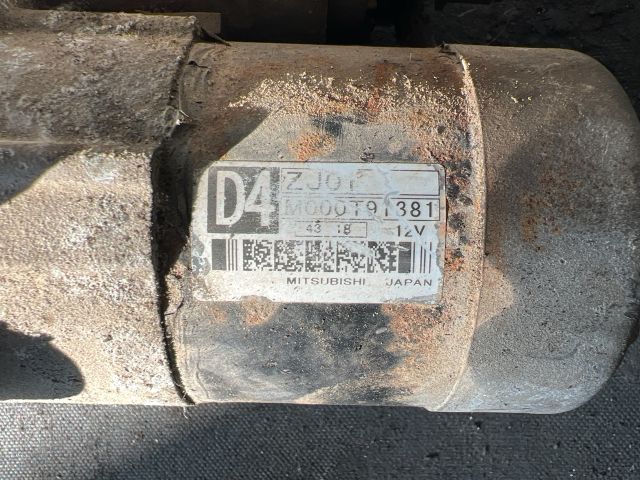 D4
ZJ01
M000T91381
43 18 12V
MITSUBISHI JAPAN